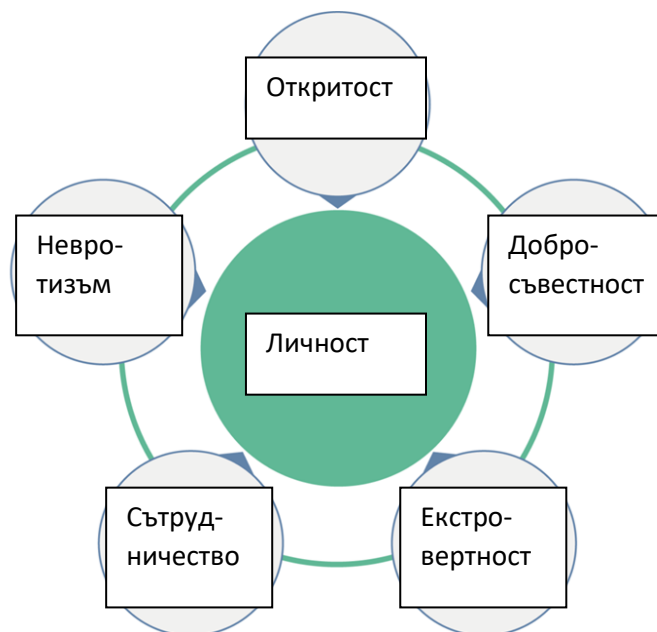 Откритост
Невро-
тизъм
Добро-
съвестност
Личност
Сътруд-
ничество
Екстро-
вертност